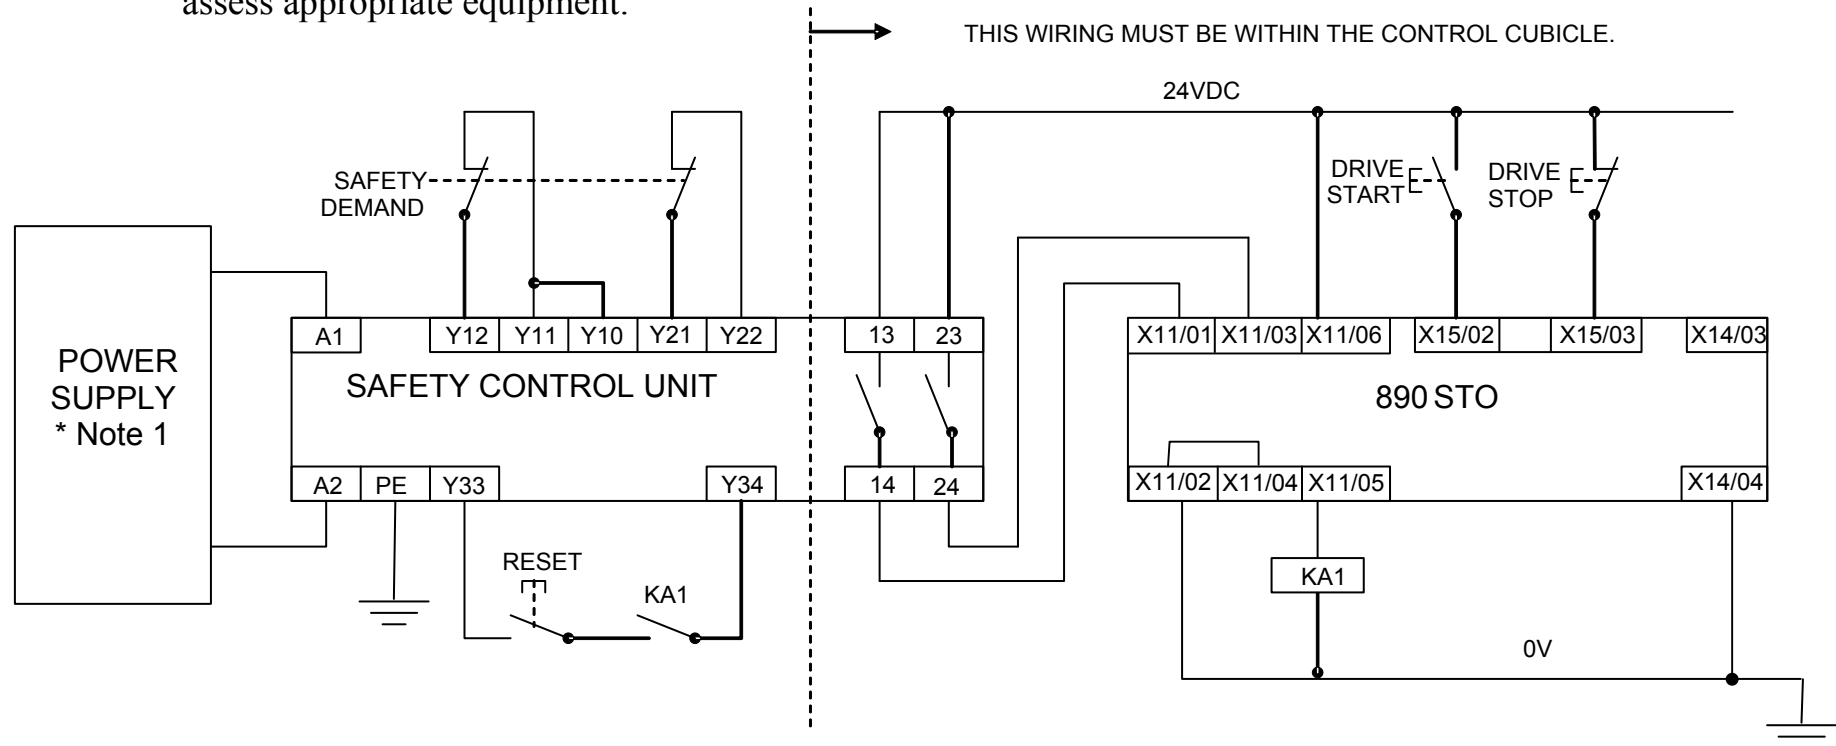 assess appropriate equipment.
THIS WIRING MUST BE WITHIN THE CONTROL CUBICLE.
24VDC
SAFETY
DEMAND
DRIVE
START
DRIVE
STOP
A1
Y12
Y11
Y10
Y21
Y22
13
23
X11/01
X11/03
X11/06
X15/02
X15/03
X14/03
POWER
SUPPLY
* Note 1
SAFETY CONTROL UNIT
890 STO
A2
PE
Y33
Y34
14
24
X11/02
X11/04
X11/05
X14/04
RESET
KA1
KA1
0V